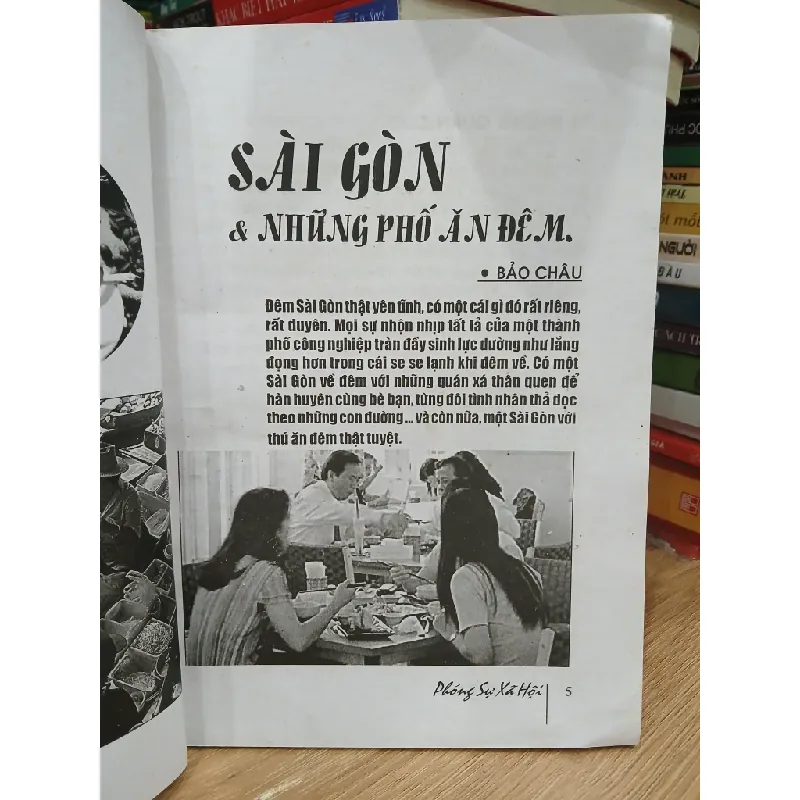 SÀI GÒN
& NHỮNG PHỐ ĂN ĐÊM.
• BẢO CHÂU
Đêm Sài Gòn thật yên tĩnh, có một cái gì đó rất riêng,
rất duyên. Mọi sự nhộn nhịp tất tả của một thành
phố công nghiệp tràn đầy sinh lực dường như lắng
đọng hơn trong cái se se lạnh khi đêm về. Có một
Sài Gòn về đêm với những quán xá thân quen để
hàn huyên cùng bè bạn, từng đôi tình nhân thả dọc
theo những con đường ... và còn nữa, một Sài Gòn với
thú ăn đêm thật tuyệt.
Phóng Sự Xã Hội 5
NGƯỜI